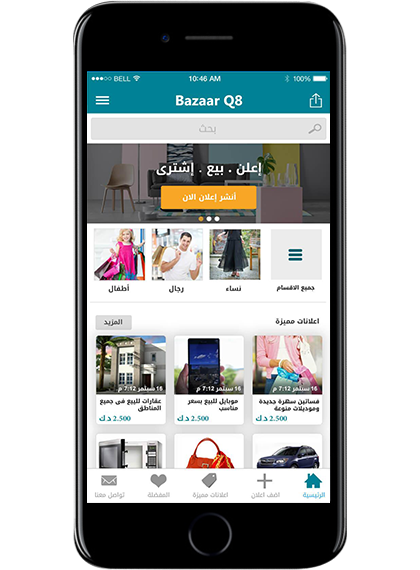 BELL
10:46 AM
100%
Bazaar Q8
بحث
إعلن . بيع . إشترى
أنشر إعلان الان
جميع الاقسام
نساء
رجال
أطفال
اعلانات مميزة
المزيد
16 سبتمبر 7:12 م
فساتين سهرة جديدة
وموديلات منوعة
2.500 د.ك
16 سبتمبر 7:12 م
موبايل للبيع بسعر
مناسب
2.500 د.ك
16 سبتمبر 7:12 م
عقارات للبيع فى جميع
المناطق
2.500 د.ك
الرئيسية
اضف اعلان
اعلانات مميزة
المفضلة
تواصل معنا